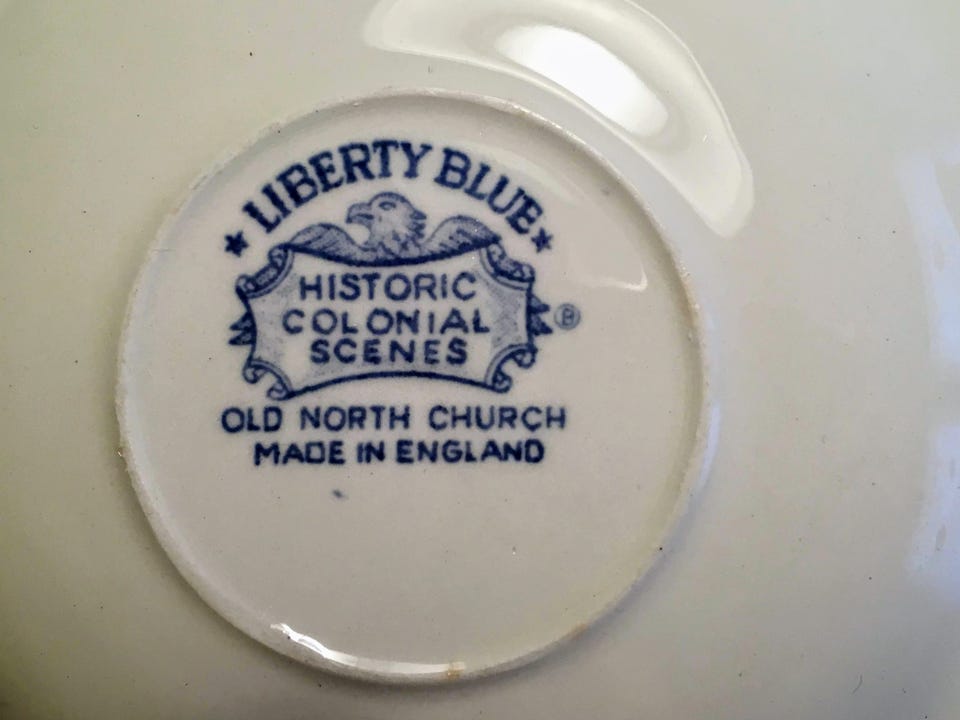 ★ LIBERTY BLUE ★
HISTORIC
COLONIAL
SCENES
®
OLD NORTH CHURCH
MADE IN ENGLAND